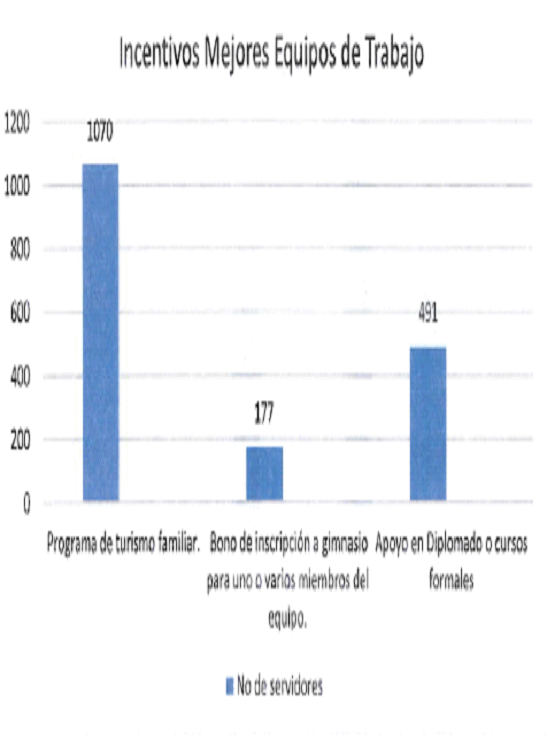 Incentivos Mejores Equipos de Trabajo
1200
1070
1000
800
600
491
400
177
200
0
Programa de turismo familiar.
Bono de inscripción a gimnasio
para uno o varios miembros del
equipo.
Apoyo en Diplomado o cursos
formales
No de servidores